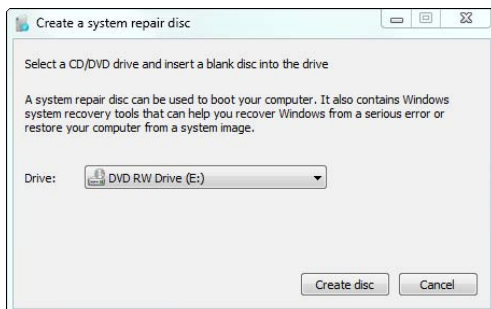 Create a system repair disc
Select a CD/DVD drive and insert a blank disc into the drive
A system repair disc can be used to boot your computer. It also contains Windows
system recovery tools that can help you recover Windows from a serious error or
restore your computer from a system image.
Drive: DVD RW Drive (E:)
Create disc Cancel